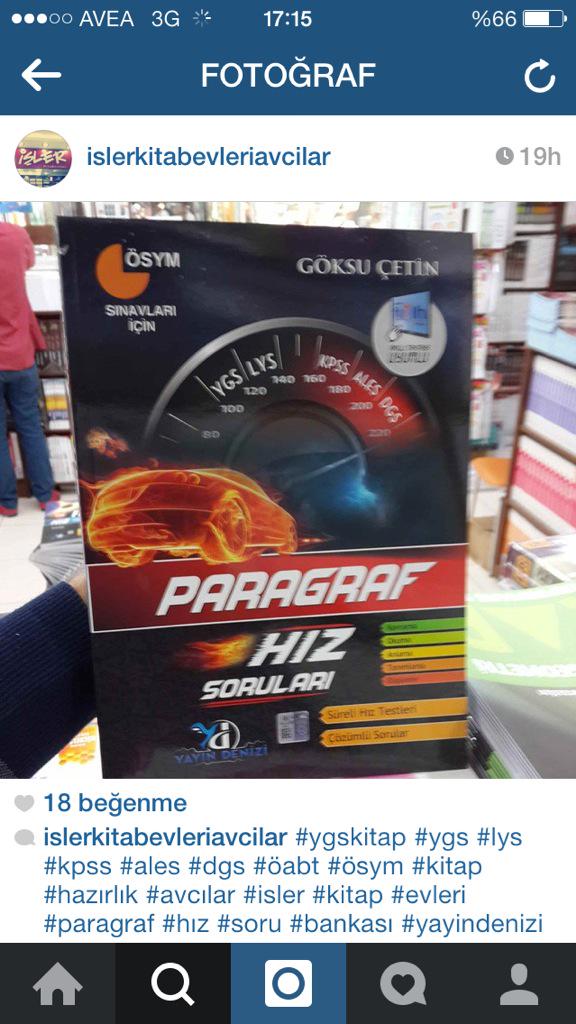 AVEA 3G 17:15 %66
FOTOĞRAF
İŞLER
islerkitabevleriavcilar 19h
ÖSYM
SINAVLARI
İÇİN
GÖKSU ÇETİN
YGS LYS KPSS ALES DGS
80 100 120 140 160 180 200 220
PARAGRAF
HIZ
SORULARI
Okuma
Anlama
Süreli Hız Testleri
Çözümlü Sorular
YAYIN DENİZİ
18 beğenme
islerkitabevleriavcilar #ygskitap #ygs #lys
#kpss #ales #dgs #öabt #ösym #kitap
#hazırlık #avcılar #isler #kitap #evleri
#paragraf #hız #soru #bankası #yayindenizi